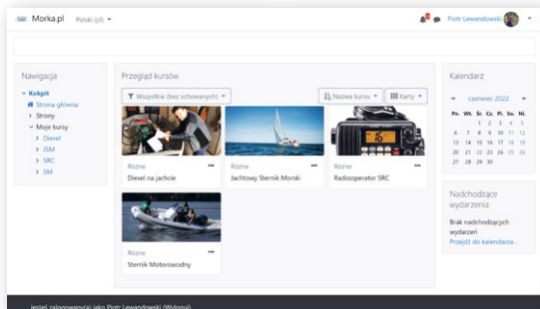 Morka.pl
Polski (pl)
Piotr Lewandowski
Nawigacja
Kokpit
Strona główna
Strony
Moje kursy
Diesel
JSM
SRC
SM
Przegląd kursów
Wszystkie (bez schowanych)
Nazwa kursu
Karty
Różne
Diesel na jachcie
Różne
Jachtowy Sternik Morski
16
Różne
Radiooperator SRC
Różne
Sternik Motorowodny
Kalendarz
czerwiec 2022
Pn. Wt. Śr. Cz. Pt. So. Ni.
1 2 3 4 5
6 7 8 9 10 11 12
13 14 15 16 17 18 19
20 21 22 23 24 25 26
27 28 29 30
Nadchodzące
wydarzenia
Brak nadchodzących
wydarzeń
Przejdź do kalendarza...
Jesteś zalogowany(a) jako Piotr Lewandowski (Wyloguj)